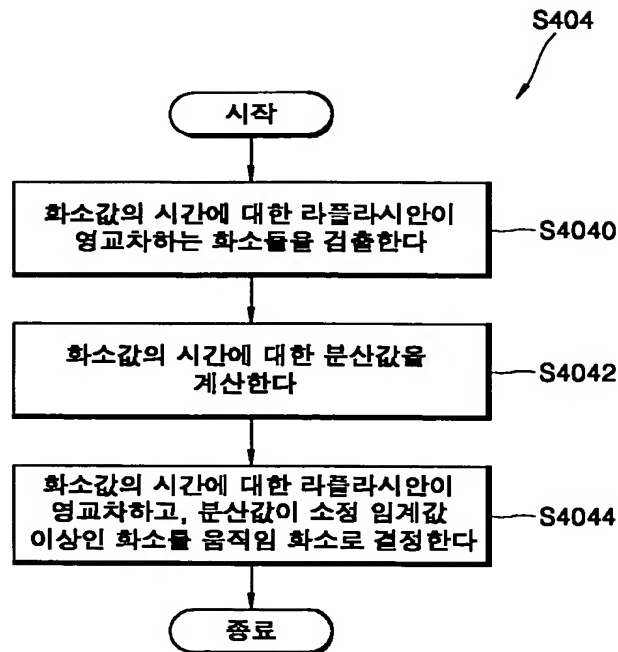 S404
시작
화소값의 시간에 대한 라플라시안이
영교차하는 화소들을 검출한다
S4040
화소값의 시간에 대한 분산값을
계산한다
S4042
화소값의 시간에 대한 라플라시안이
영교차하고, 분산값이 소정 임계값
이상인 화소를 움직임 화소로 결정한다
S4044
종료